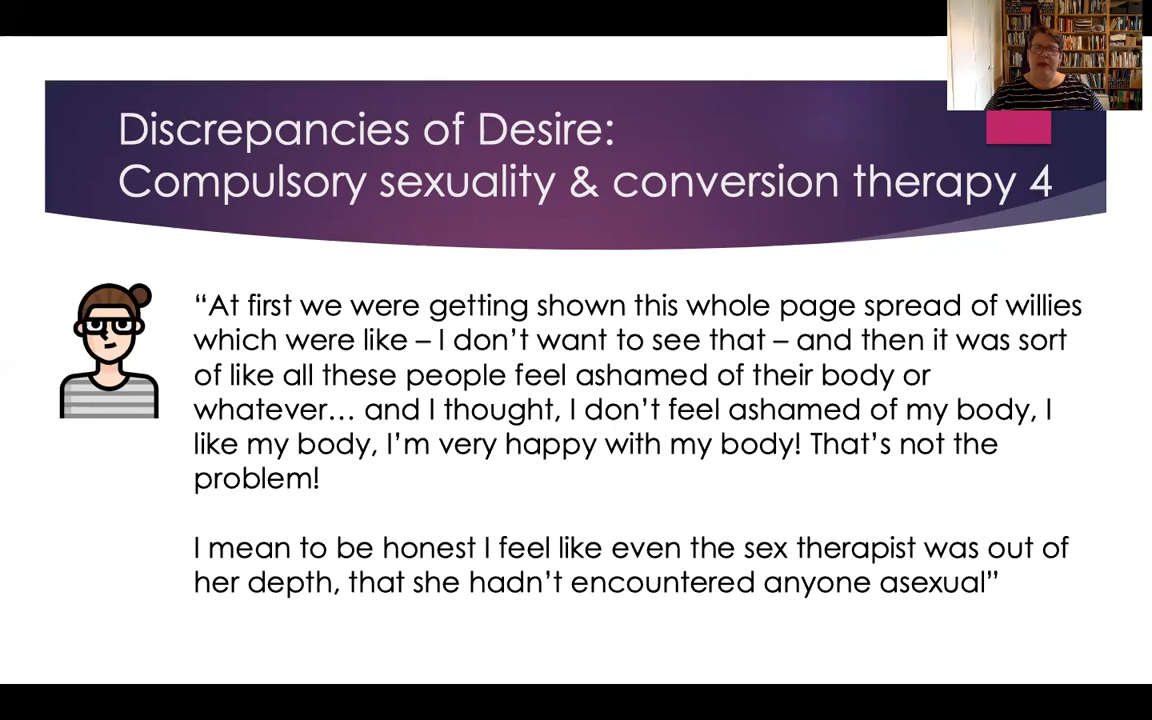 Discrepancies of Desire:
Compulsory sexuality & conversion therapy 4
“At first we were getting shown this whole page spread of willies
which were like – I don’t want to see that – and then it was sort
of like all these people feel ashamed of their body or
whatever… and I thought, I don’t feel ashamed of my body, I
like my body, I’m very happy with my body! That’s not the
problem!
I mean to be honest I feel like even the sex therapist was out of
her depth, that she hadn’t encountered anyone asexual”